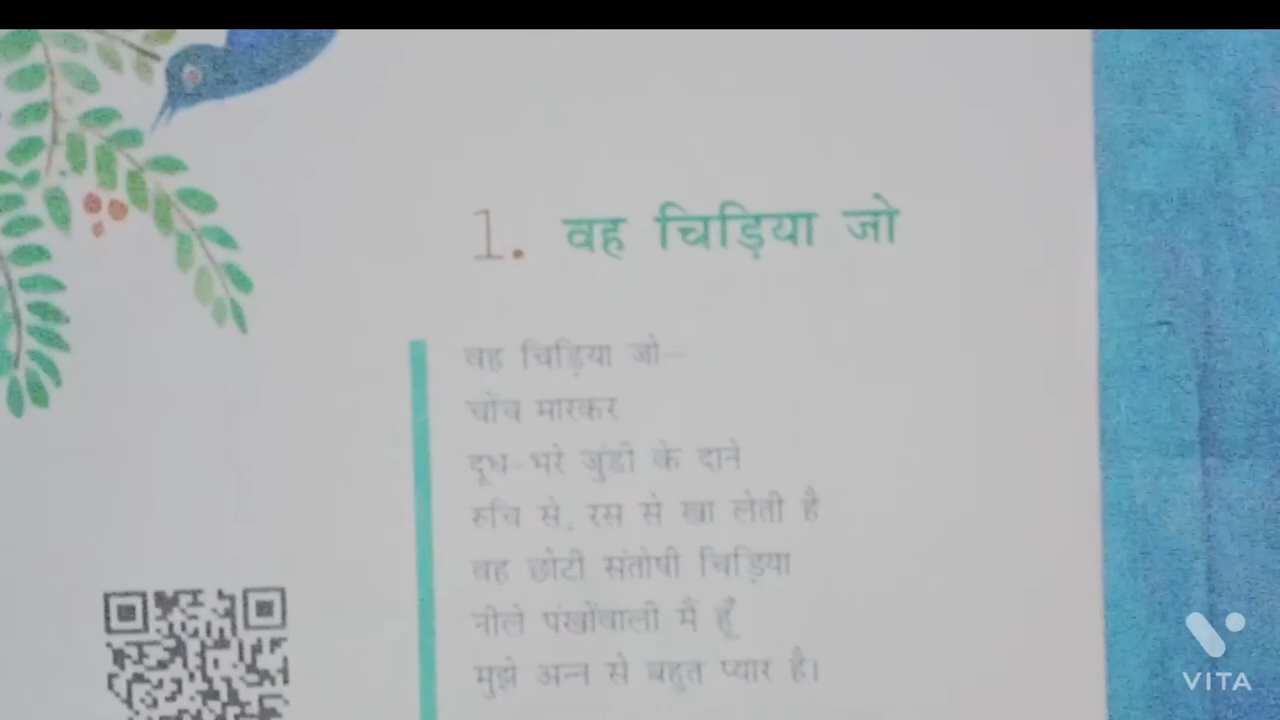 1. वह चिड़िया जो
वह चिड़िया जो–
चोंच मारकर
दूध-भरे जुंडी के दाने
रुचि से, रस से खा लेती है
वह छोटी संतोषी चिड़िया
नीले पंखोंवाली मैं हूँ
मुझे अन्न से बहुत प्यार है।
VITA